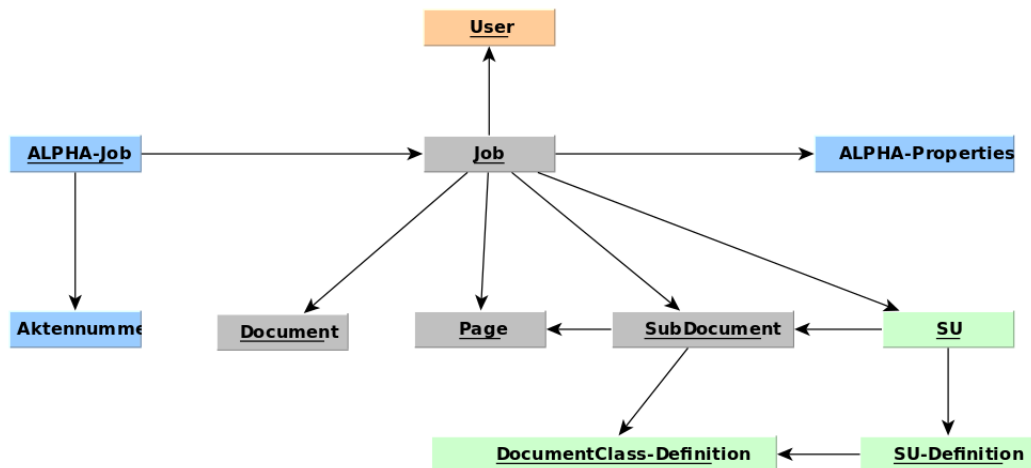 User
ALPHA-Job
Job
ALPHA-Properties
Aktennumme
Document
Page
SubDocument
SU
DocumentClass-Definition
SU-Definition